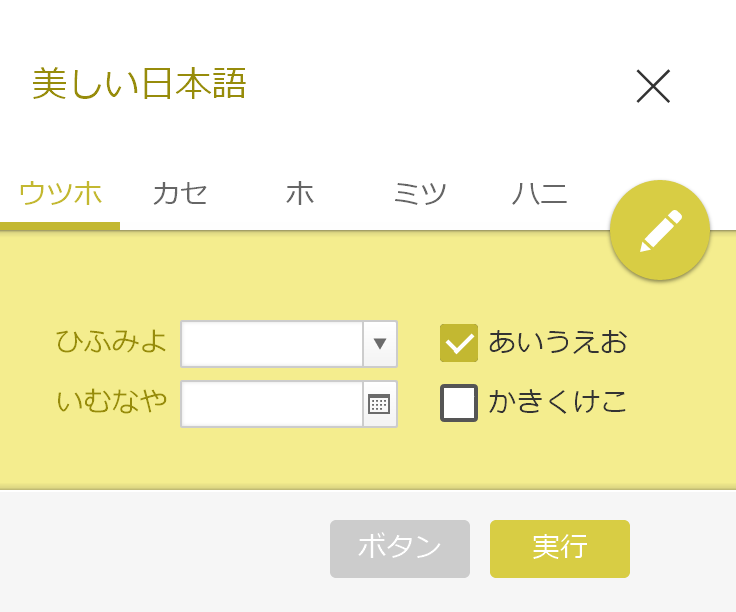 美しい日本語
ウツホ カセ ホ ミツ ハニ
ひふみよ あいうえお
いむなや かきくけこ
ボタン 実行